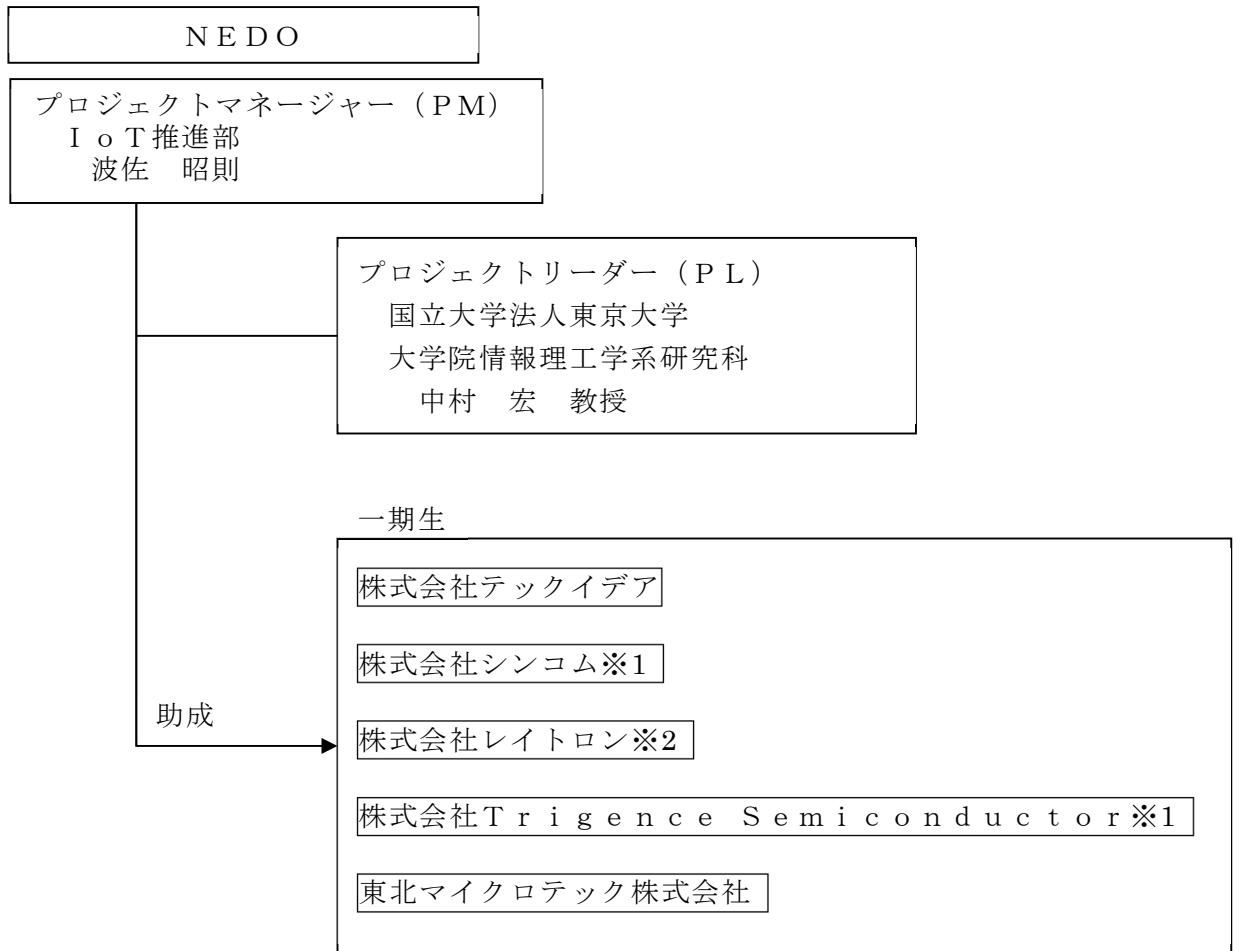 ＮＥＤＯ
プロジェクトマネージャー（ＰＭ）
ＩｏＴ推進部
波佐　昭則
プロジェクトリーダー（ＰＬ）
国立大学法人東京大学
大学院情報理工学系研究科
中村　宏　教授
一期生
株式会社テックイデア
株式会社シンコム※1
助成
株式会社レイトロン※2
株式会社Ｔｒｉｇｅｎｃｅ　Ｓｅｍｉｃｏｎｄｕｃｔｏｒ※1
東北マイクロテック株式会社